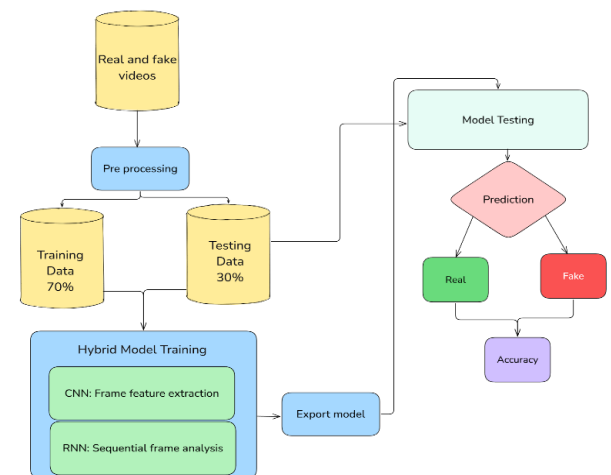 Real and fake
videos
Pre processing
Training
Data
70%
Testing
Data
30%
Hybrid Model Training
CNN: Frame feature extraction
RNN: Sequential frame analysis
Export model
Model Testing
Prediction
Real
Fake
Accuracy